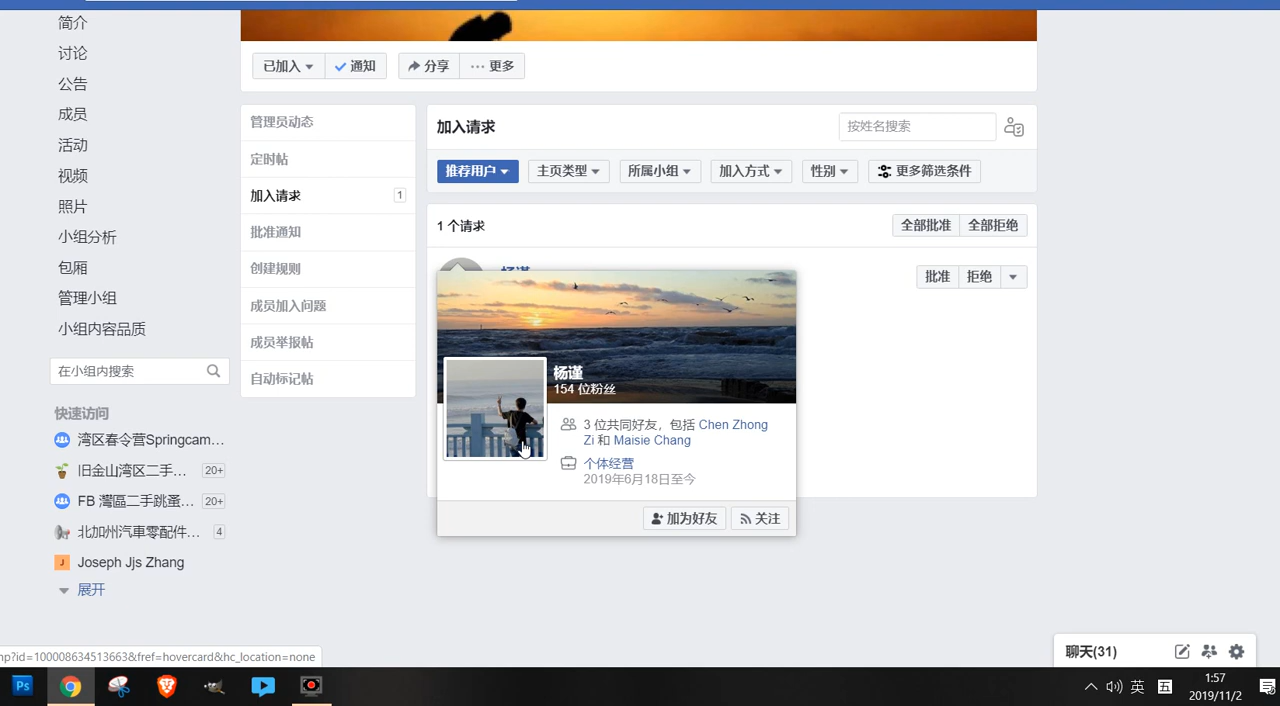 简介
讨论
公告
成员
活动
视频
照片
小组分析
包厢
管理小组
小组内容品质
在小组内搜索
快速访问
湾区春令营Springcam…
旧金山湾区二手… 20+
FB 灣區二手跳蚤… 20+
北加州汽車零配件… 4
J Joseph Jjs Zhang
展开
已加入 通知 分享 ··· 更多
管理员动态
定时帖
加入请求 1
批准通知
创建规则
成员加入问题
成员举报帖
自动标记帖
加入请求 按姓名搜索
推荐用户 主页类型 所属小组 加入方式 性别 更多筛选条件
1 个请求 全部批准 全部拒绝
杨谨 批准 拒绝
杨谨
154 位粉丝
3 位共同好友，包括 Chen Zhong
Zi 和 Maisie Chang
个体经营
2019年6月18日至今
加为好友 关注
聊天(31)
np?id=100008634513663&fref=hovercard&hc_location=none
Ps 英 五 1:57
2019/11/2